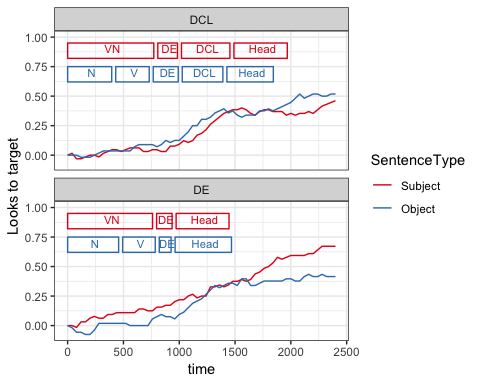 DCL
1.00
VN DE DCL Head
0.75
N V DE DCL Head
0.50
0.25
0.00
DE
1.00
VN DE Head
0.75
N V DE Head
0.50
0.25
0.00
0 500 1000 1500 2000 2500
time
Looks to target
SentenceType
Subject
Object